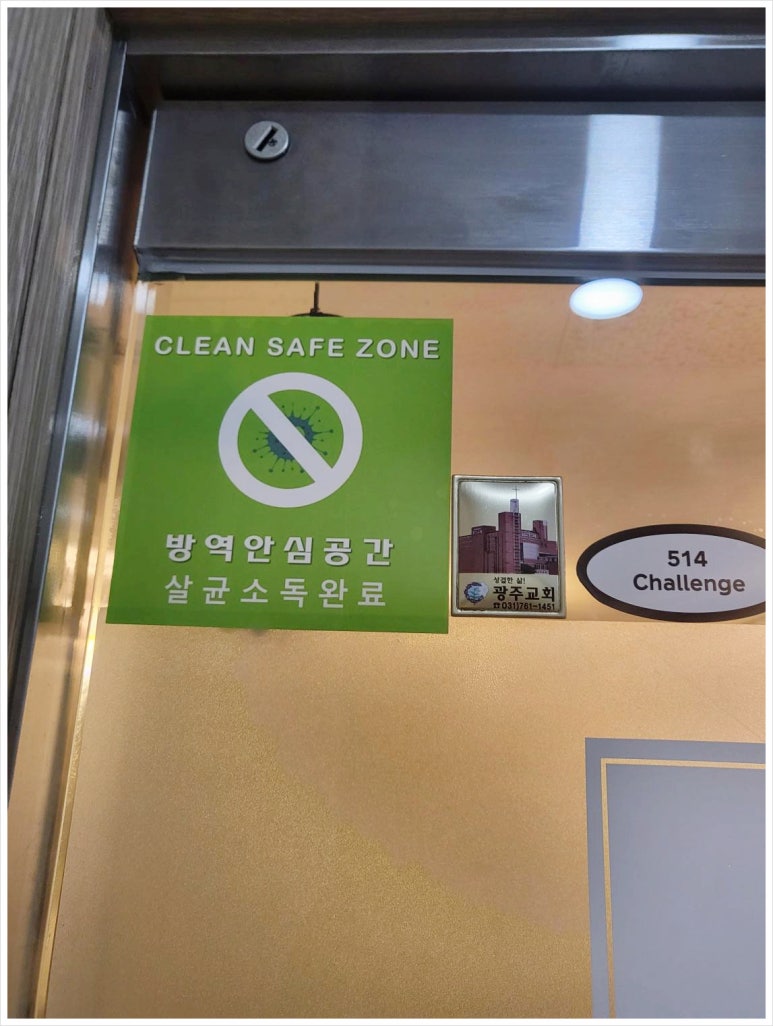 CLEAN SAFE ZONE
방역안심공간
살균소독완료
성결한 삶!
광주교회
☎031)761-1451
514
Challenge